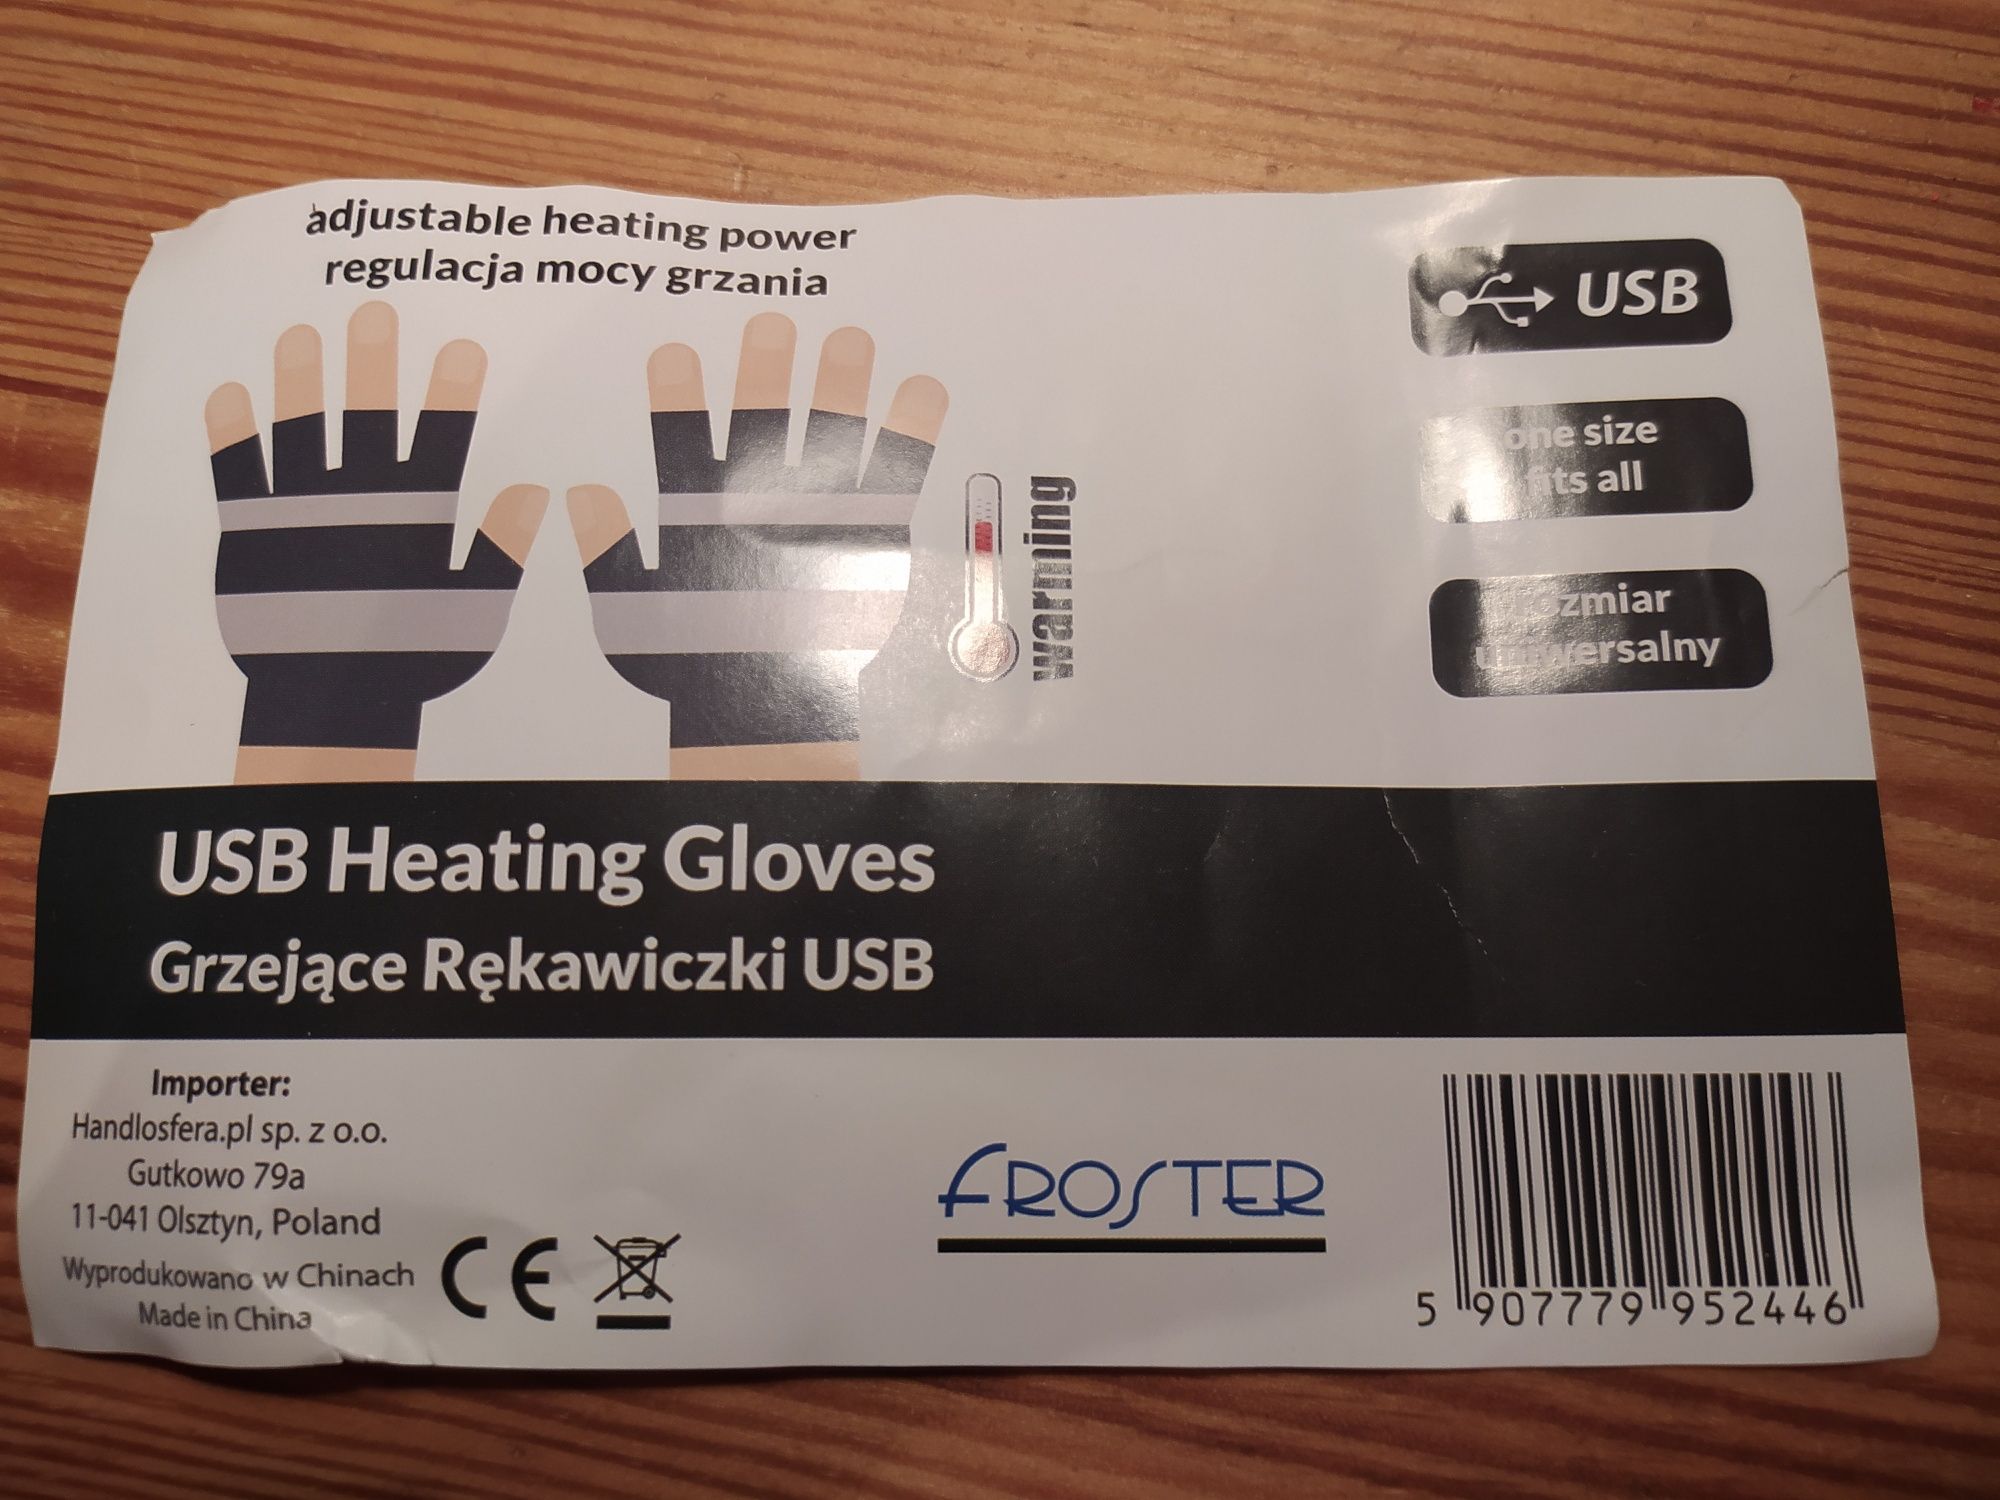 adjustable heating power
regulacja mocy grzania
warming
USB
one size
fits all
rozmiar
uniwersalny
USB Heating Gloves
Grzejące Rękawiczki USB
Importer:
Handlosfera.pl sp. z o.o.
Gutkowo 79a
11-041 Olsztyn, Poland
Wyprodukowano w Chinach
Made in China
CE
FROSTER
5 907779 952446